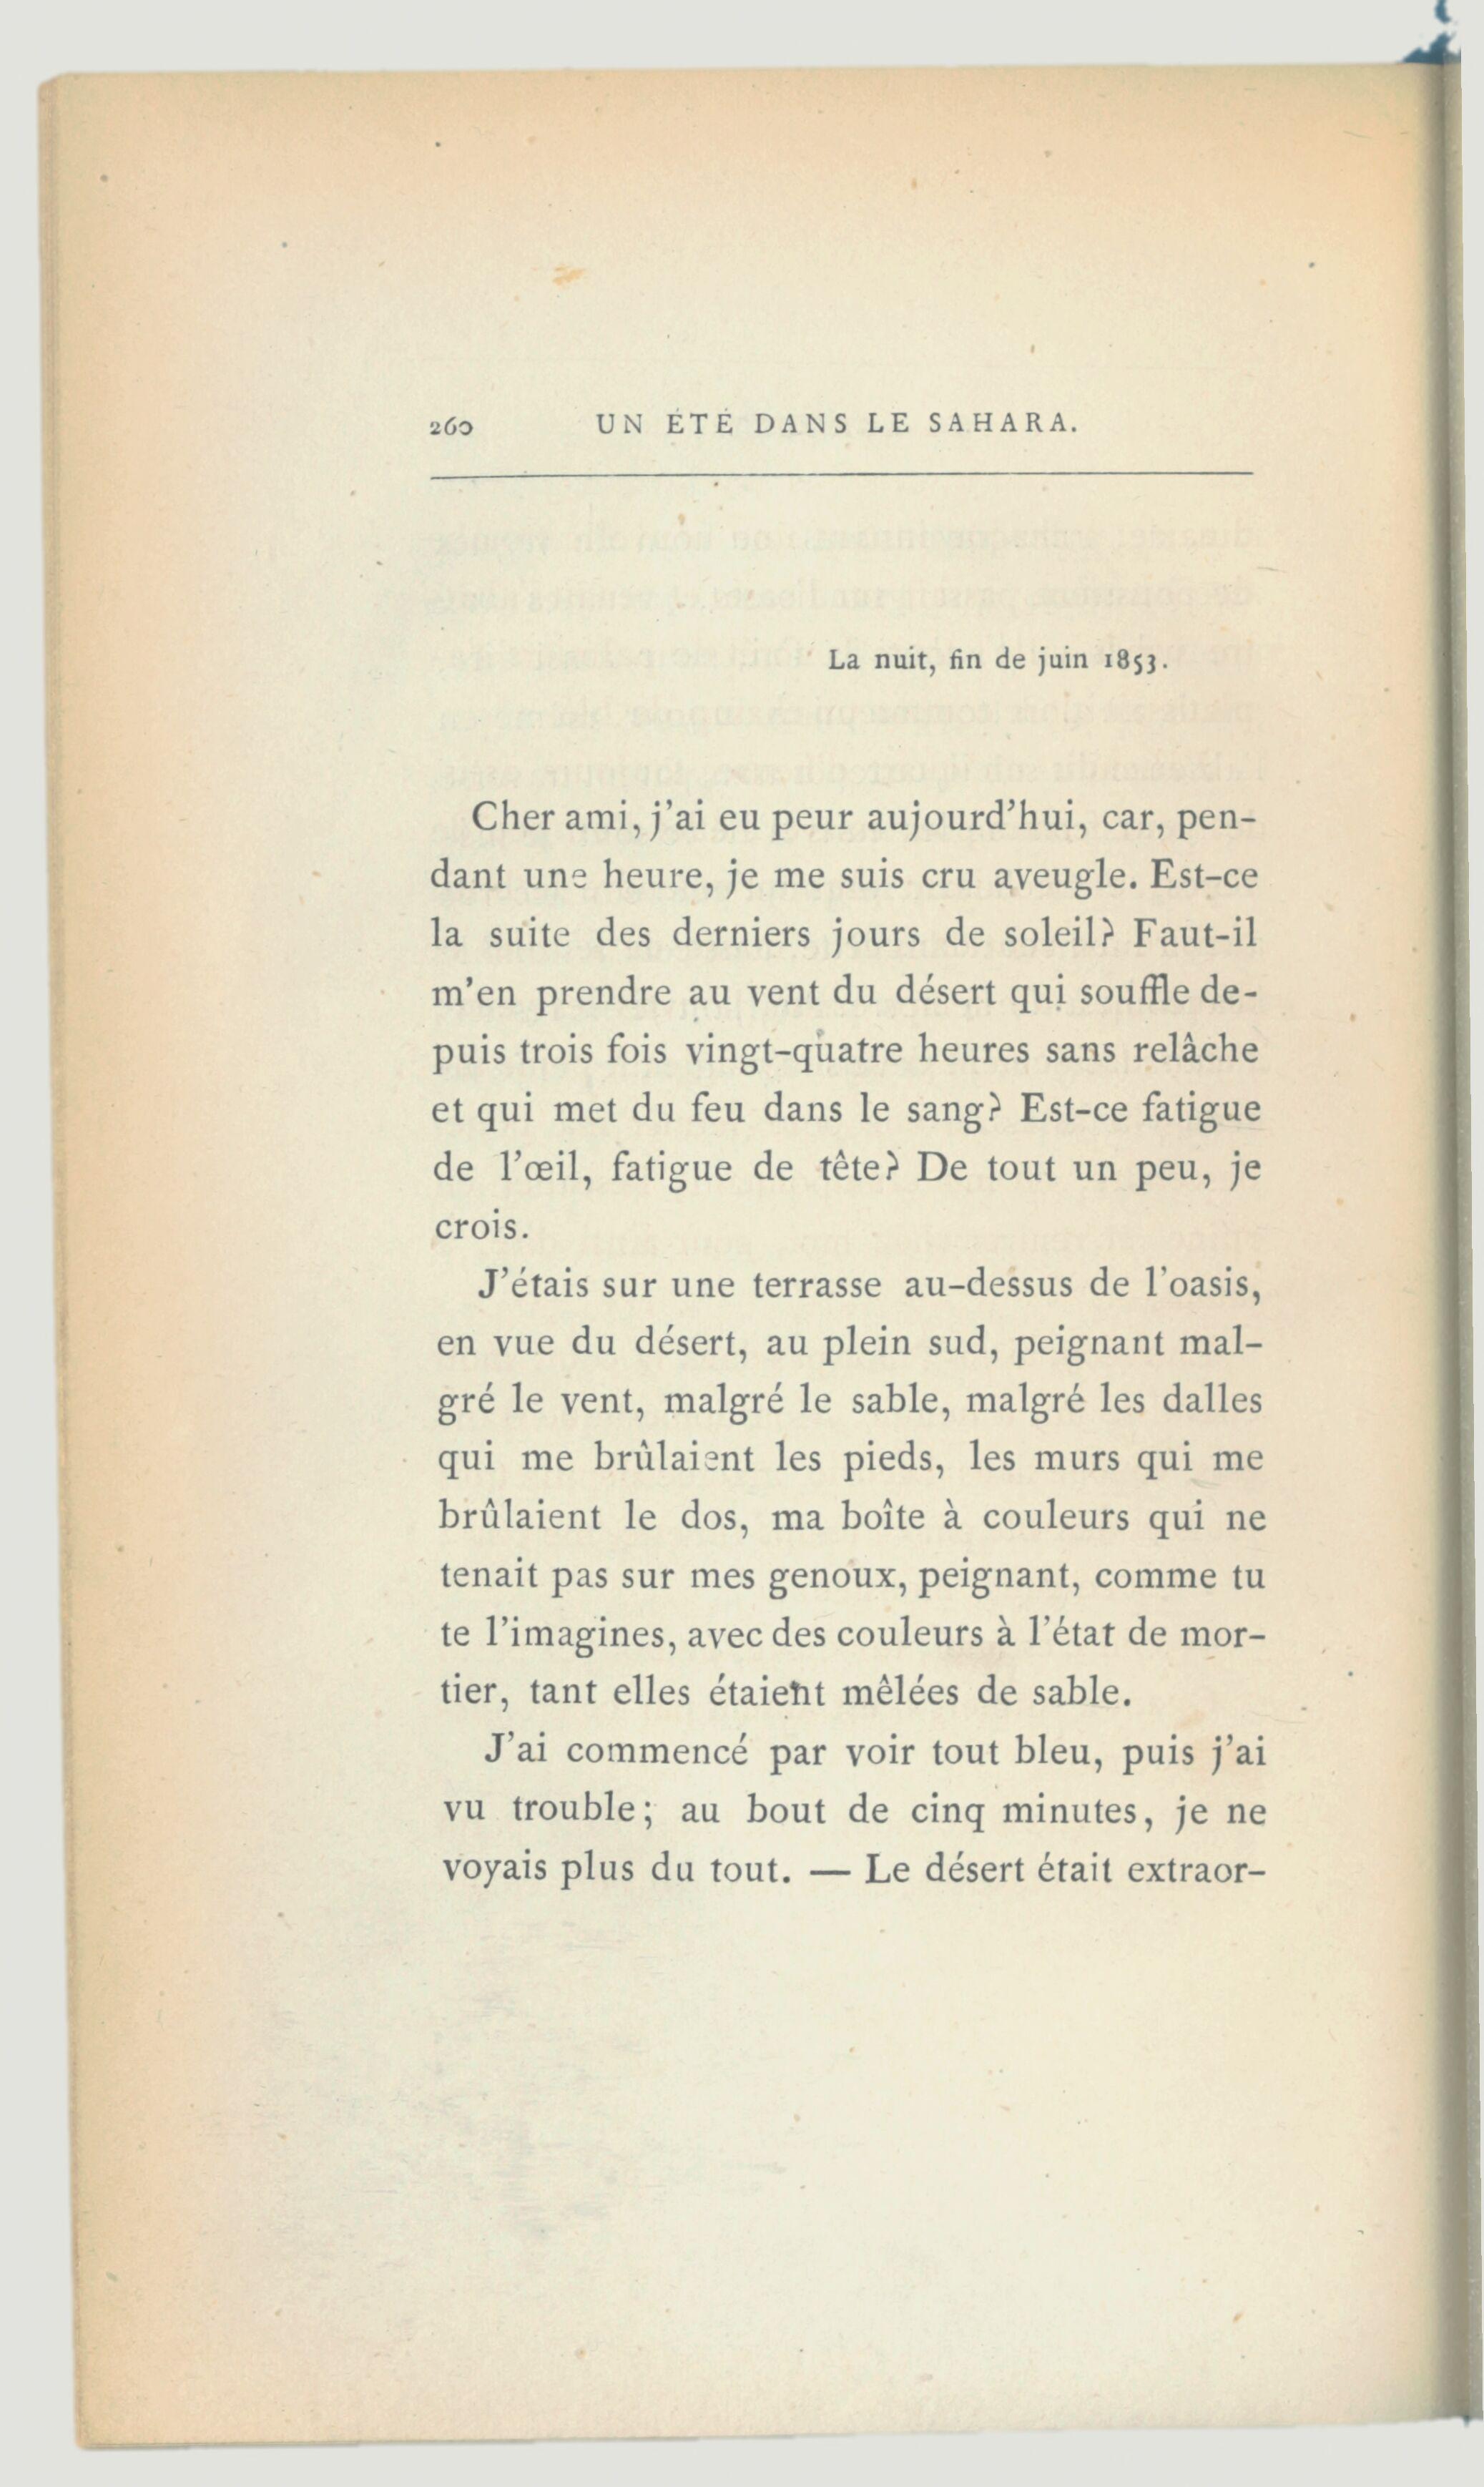 260 UN ÉTÉ DANS LE SAHARA.
La nuit, fin de juin 1853.
Cher ami, j'ai eu peur aujourd'hui, car, pen-
dant une heure, je me suis cru aveugle. Est-ce
la suite des derniers jours de soleil? Faut-il
m'en prendre au vent du désert qui souffle de-
puis trois fois vingt-quatre heures sans relâche
et qui met du feu dans le sang? Est-ce fatigue
de l'œil, fatigue de tête? De tout un peu, je
crois.
J'étais sur une terrasse au-dessus de l'oasis,
en vue du désert, au plein sud, peignant mal-
gré le vent, malgré le sable, malgré les dalles
qui me brûlaient les pieds, les murs qui me
brûlaient le dos, ma boîte à couleurs qui ne
tenait pas sur mes genoux, peignant, comme tu
te l'imagines, avec des couleurs à l'état de mor-
tier, tant elles étaient mêlées de sable.
J'ai commencé par voir tout bleu, puis j'ai
vu trouble; au bout de cinq minutes, je ne
voyais plus du tout. — Le désert était extraor-